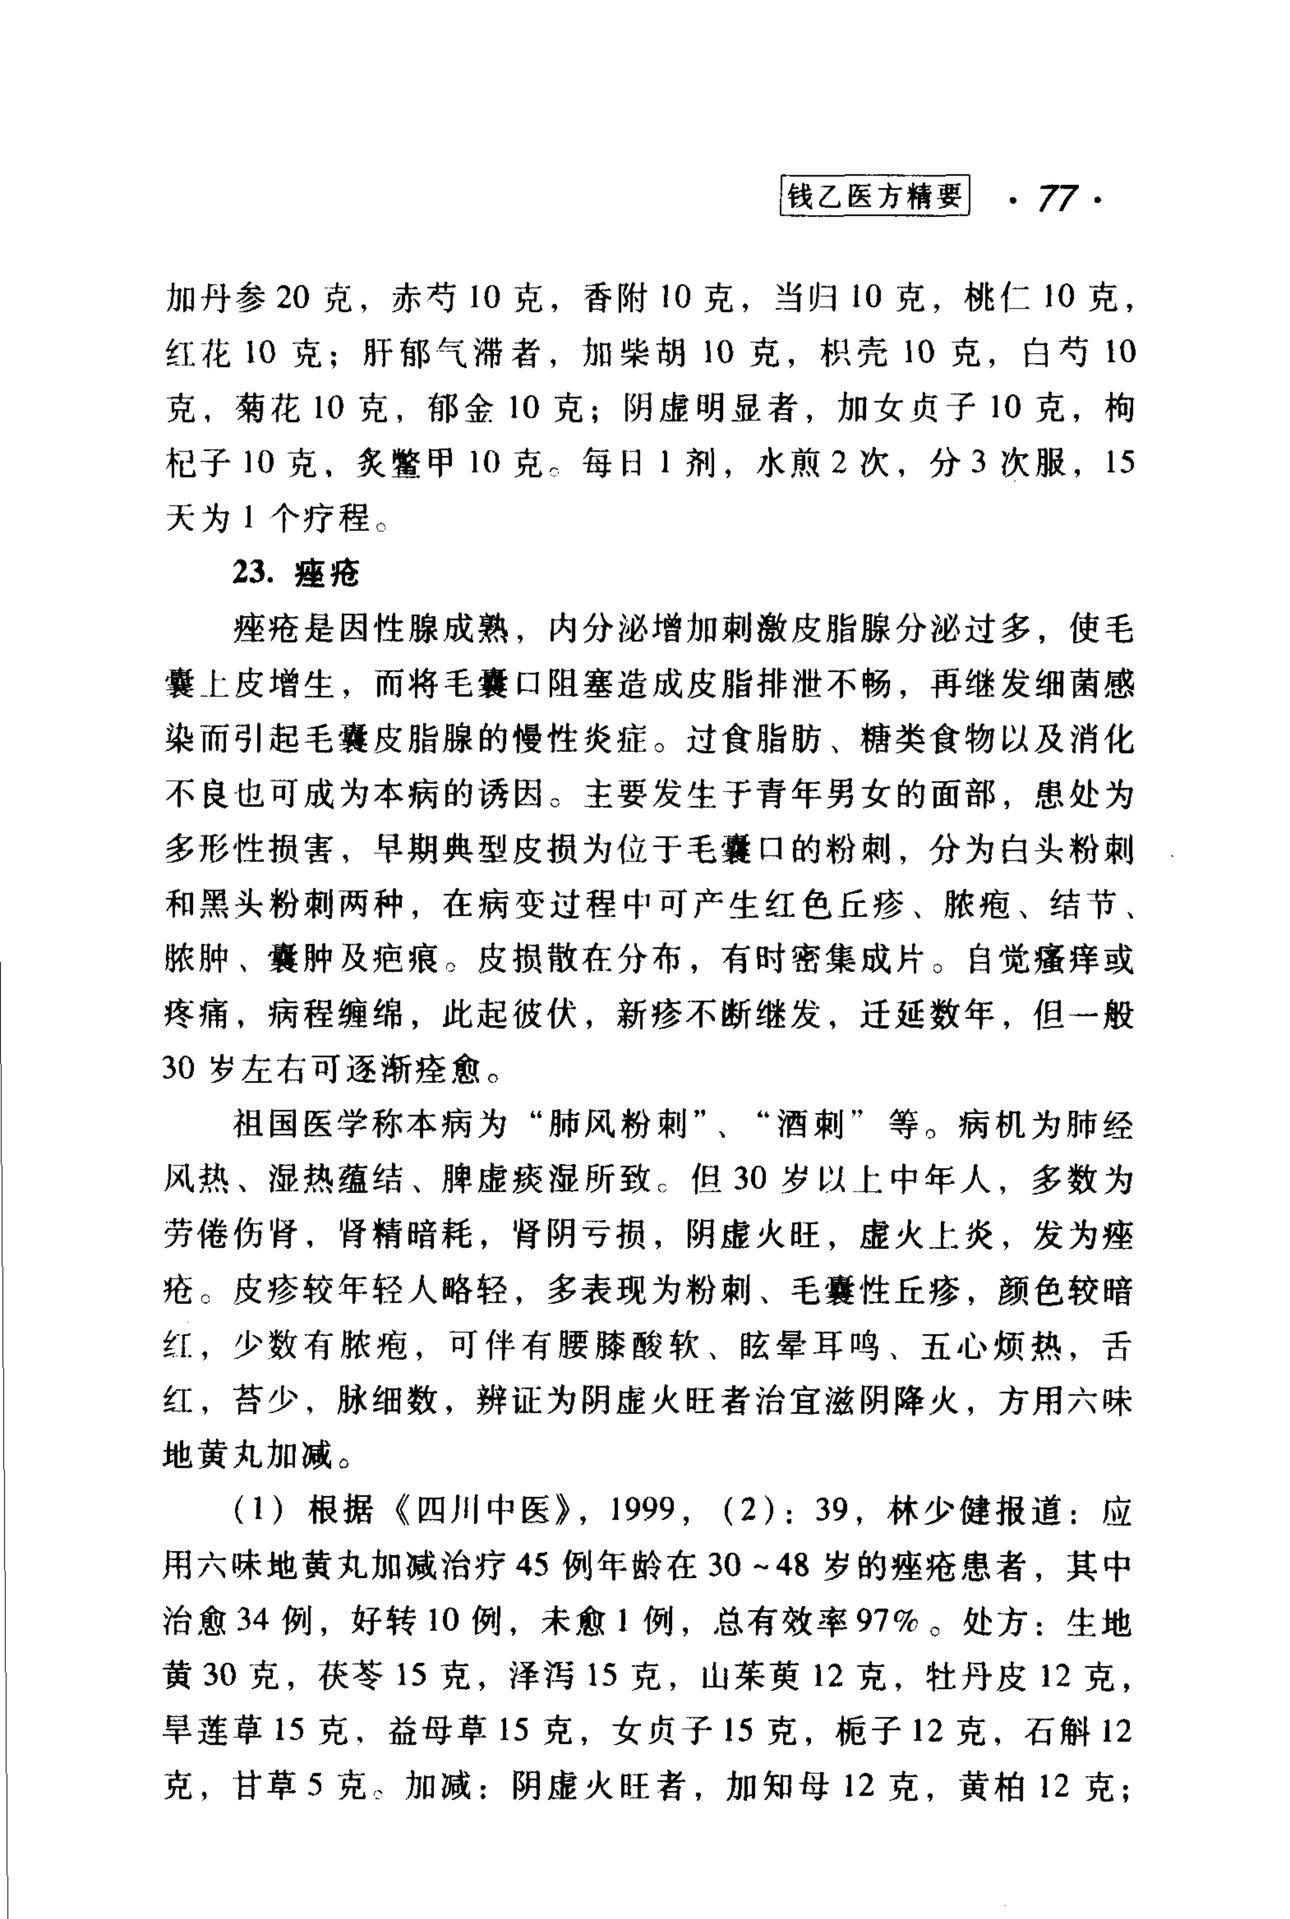 钱乙医方精要 · 77 ·
加丹参 20 克，赤芍 10 克，香附 10 克，当归 10 克，桃仁 10 克，
红花 10 克；肝郁气滞者，加柴胡 10 克，枳壳 10 克，白芍 10
克，菊花 10 克，郁金 10 克；阴虚明显者，加女贞子 10 克，枸
杞子 10 克，炙鳖甲 10 克。每日 1 剂，水煎 2 次，分 3 次服，15
天为 1 个疗程。
23. 痤疮
痤疮是因性腺成熟，内分泌增加刺激皮脂腺分泌过多，使毛
囊上皮增生，而将毛囊口阻塞造成皮脂排泄不畅，再继发细菌感
染而引起毛囊皮脂腺的慢性炎症。过食脂肪、糖类食物以及消化
不良也可成为本病的诱因。主要发生于青年男女的面部，患处为
多形性损害，早期典型皮损为位于毛囊口的粉刺，分为白头粉刺
和黑头粉刺两种，在病变过程中可产生红色丘疹、脓疱、结节、
脓肿、囊肿及疤痕。皮损散在分布，有时密集成片。自觉瘙痒或
疼痛，病程缠绵，此起彼伏，新疹不断继发，迁延数年，但一般
30 岁左右可逐渐痊愈。
祖国医学称本病为“肺风粉刺”、“酒刺”等。病机为肺经
风热、湿热蕴结、脾虚痰湿所致。但 30 岁以上中年人，多数为
劳倦伤肾，肾精暗耗，肾阴亏损，阴虚火旺，虚火上炎，发为痤
疮。皮疹较年轻人略轻，多表现为粉刺、毛囊性丘疹，颜色较暗
红，少数有脓疱，可伴有腰膝酸软、眩晕耳鸣、五心烦热，舌
红，苔少，脉细数，辨证为阴虚火旺者治宜滋阴降火，方用六味
地黄丸加减。
（1）根据《四川中医》，1999，（2）：39，林少健报道：应
用六味地黄丸加减治疗 45 例年龄在 30～48 岁的痤疮患者，其中
治愈 34 例，好转 10 例，未愈 1 例，总有效率 97%。处方：生地
黄 30 克，茯苓 15 克，泽泻 15 克，山茱萸 12 克，牡丹皮 12 克，
旱莲草 15 克，益母草 15 克，女贞子 15 克，栀子 12 克，石斛 12
克，甘草 5 克。加减：阴虚火旺者，加知母 12 克，黄柏 12 克；